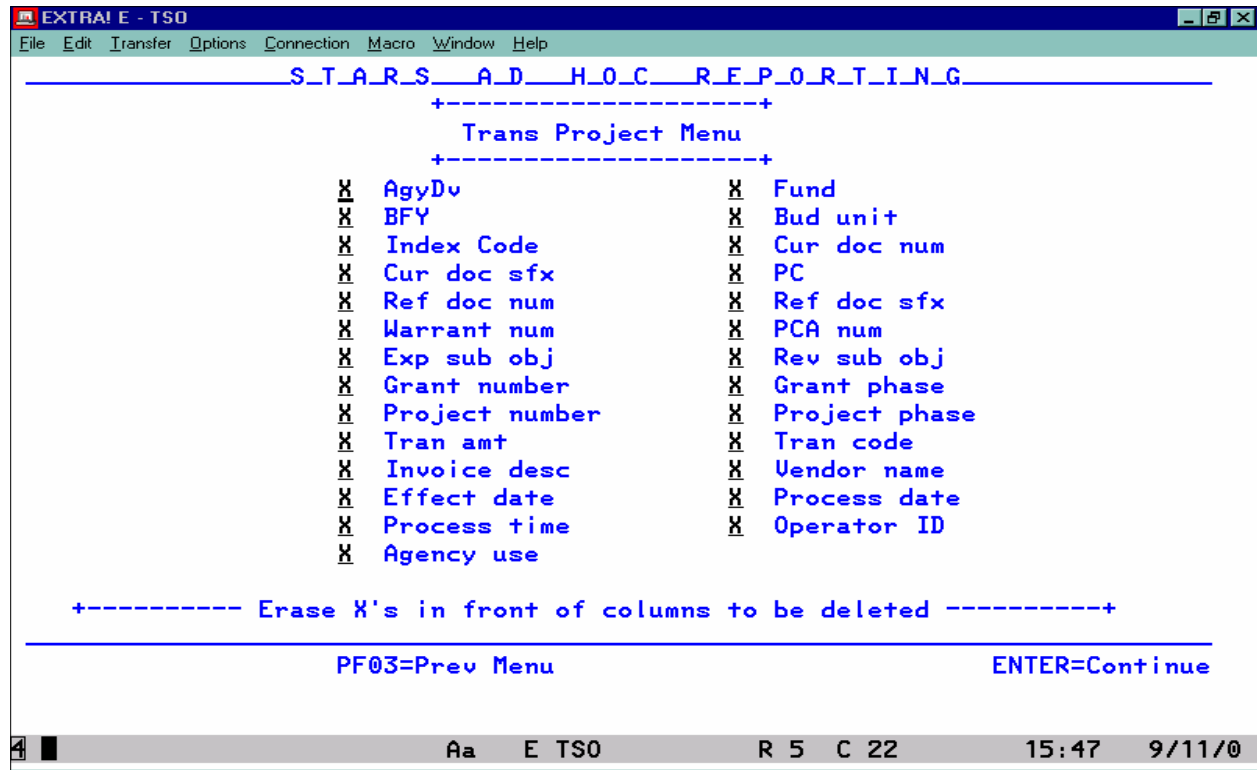 EXTRA! E - TSO
File Edit Transfer Options Connection Macro Window Help
S_T_A_R_S___A_D___H_O_C___R_E_P_O_R_T_I_N_G
+---------------------+
Trans Project Menu
+---------------------+
X AgyDv X Fund
X BFY X Bud unit
X Index Code X Cur doc num
X Cur doc sfx X PC
X Ref doc num X Ref doc sfx
X Warrant num X PCA num
X Exp sub obj X Rev sub obj
X Grant number X Grant phase
X Project number X Project phase
X Tran amt X Tran code
X Invoice desc X Vendor name
X Effect date X Process date
X Process time X Operator ID
X Agency use
+---------- Erase X's in front of columns to be deleted ----------+
PF03=Prev Menu ENTER=Continue
4 Aa E TSO R 5 C 22 15:47 9/11/0